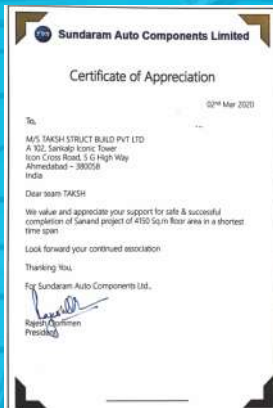 TVS Sundaram Auto Components Limited
Certificate of Appreciation
02nd Mar 2020
To,
M/S TAKSH STRUCT BUILD PVT LTD
A 102, Sankalp Iconic Tower
Icon Cross Road, S G High Way
Ahmedabad – 380058
India
Dear team TAKSH
We value and appreciate your support for safe & successful
completion of Sanand project of 4150 Sq.m floor area in a shortest
time span
Look forward your continued association
Thanking You,
For Sundaram Auto Components Ltd.,
Rajesh Oommen
President